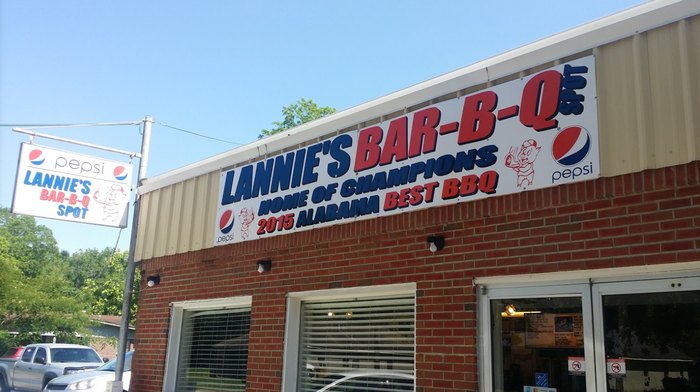 pepsi
LANNIE'S
BAR-B-Q
SPOT
LANNIE'S BAR-B-Q SPOT
HOME OF CHAMPIONS
2015 ALABAMA BEST BBQ
pepsi
pepsi